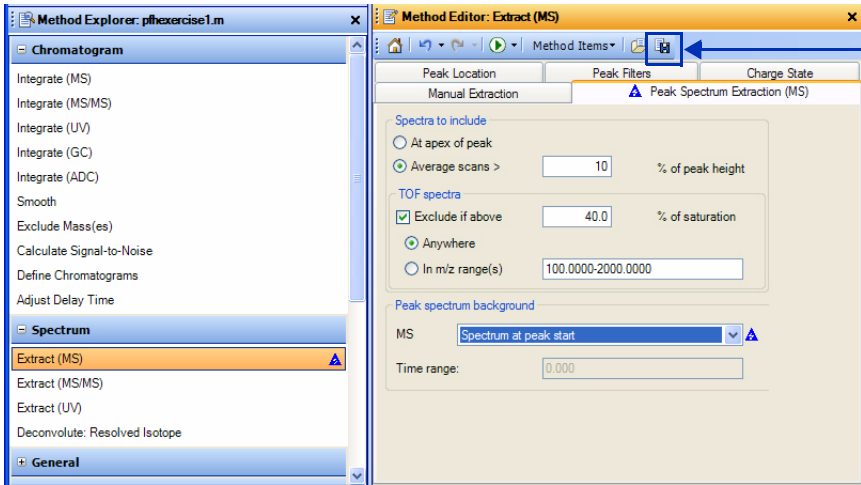 Method Explorer: pfhexercise1.m
Chromatogram
Integrate (MS)
Integrate (MS/MS)
Integrate (UV)
Integrate (GC)
Integrate (ADC)
Smooth
Exclude Mass(es)
Calculate Signal-to-Noise
Define Chromatograms
Adjust Delay Time
Spectrum
Extract (MS)
Extract (MS/MS)
Extract (UV)
Deconvolute: Resolved Isotope
General
Method Editor: Extract (MS)
Method Items
Peak Location Peak Filters Charge State
Manual Extraction Peak Spectrum Extraction (MS)
Spectra to include
At apex of peak
Average scans > 10 % of peak height
TOF spectra
Exclude if above 40.0 % of saturation
Anywhere
In m/z range(s) 100.0000-2000.0000
Peak spectrum background
MS Spectrum at peak start
Time range: 0.000